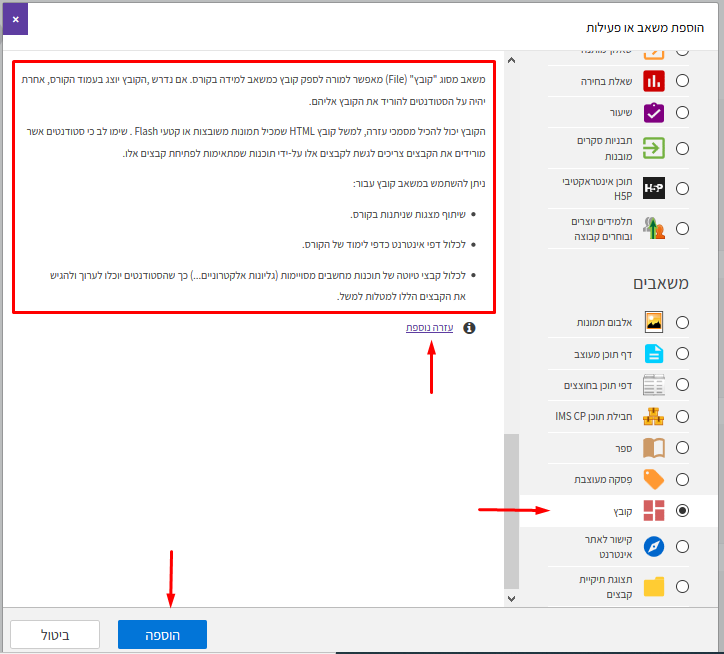 הוספת משאב או פעילות
×
שאלת בחירה
שיעור
תבניות סקרים
מובנות
תוכן אינטראקטיבי
H5P
H-P
תלמידים יוצרים
ובוחרים קבוצה
משאבים
אלבום תמונות
דף תוכן מעוצב
דפי תוכן בחוצצים
חבילת תוכן IMS CP
ספר
פסקה מעוצבת
קובץ
קישור לאתר
אינטרנט
תצוגת תיקיית
קבצים
משאב מסוג "קובץ" (File) מאפשר למורה לספק קובץ כמשאב למידה בקורס. אם נדרש ,הקובץ יוצג בעמוד הקורס, אחרת
יהיה על הסטודנטים להוריד את הקובץ אליהם.
הקובץ יכול להכיל מסמכי עזרה, למשל קובץ HTML שמכיל תמונות משובצות או קטעי Flash . שימו לב כי סטודנטים אשר
מורידים את הקבצים צריכים לגשת לקבצים אלו על-ידי תוכנות שמתאימות לפתיחת קבצים אלו.
ניתן להשתמש במשאב קובץ עבור:
• שיתוף מצגות שניתנות בקורס.
• לכלול דפי אינטרנט כדפי לימוד של הקורס.
• לכלול קבצי טיוטה של תוכנות מחשבים מסויימות (גליונות אלקטרוניים...) כך שהסטודנטים יוכלו לערוך ולהגיש
את הקבצים הללו למטלות למשל.
עזרה נוספת
הוספה
ביטול